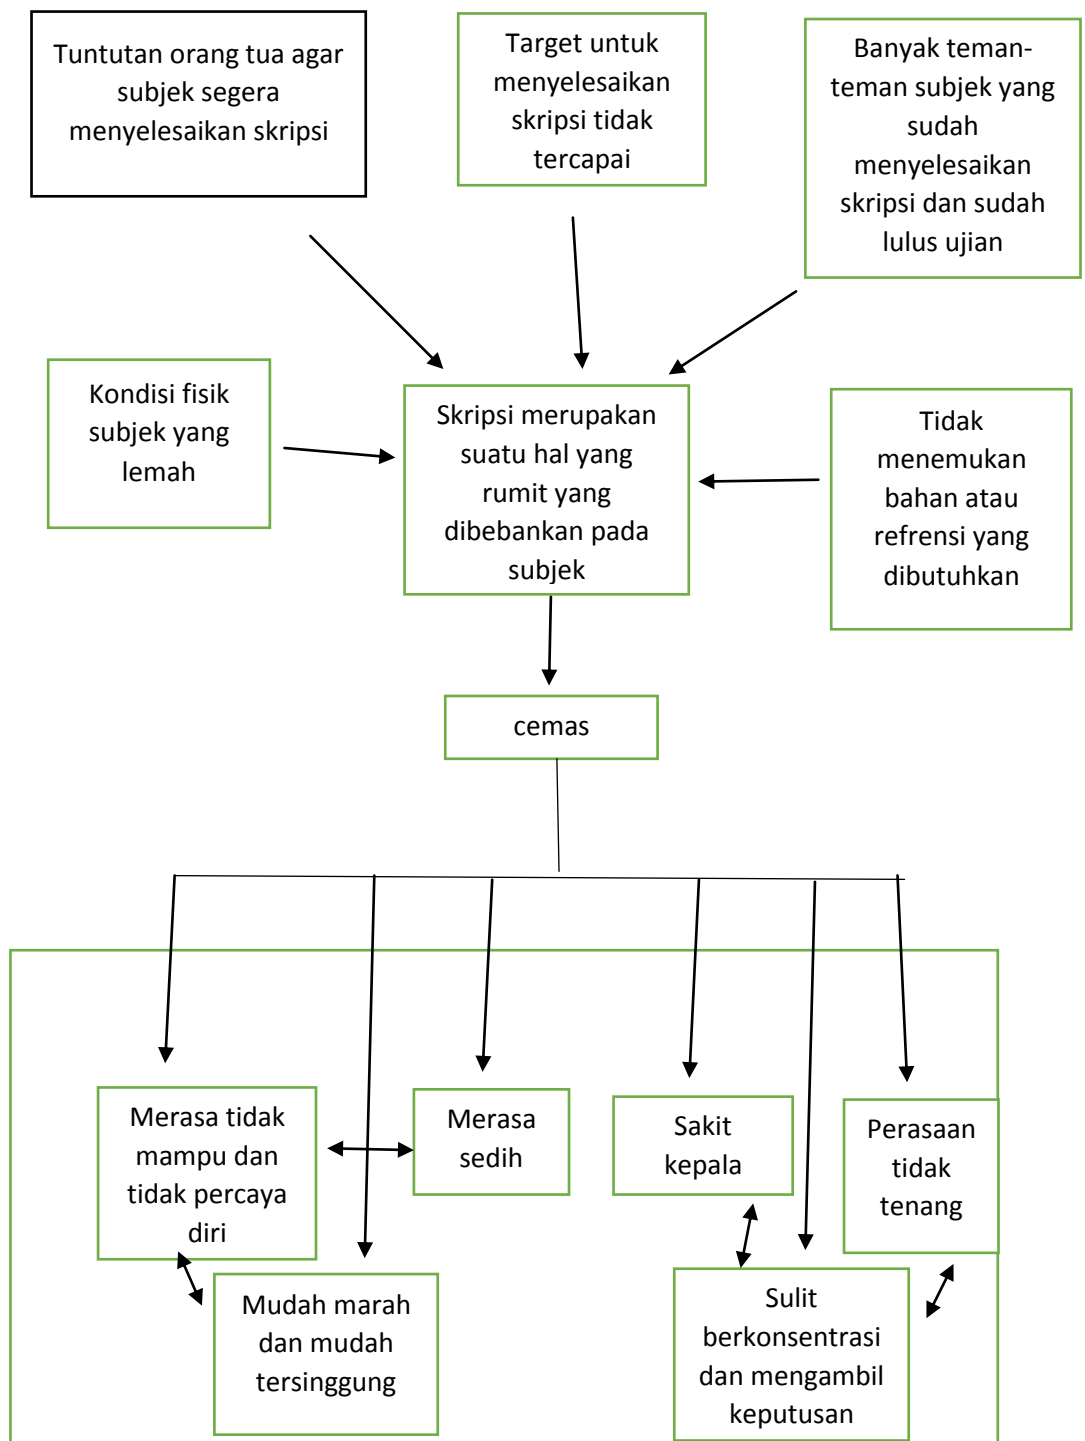 Tuntutan orang tua agar
subjek segera
menyelesaikan skripsi
Target untuk
menyelesaikan
skripsi tidak
tercapai
Banyak teman-
teman subjek yang
sudah
menyelesaikan
skripsi dan sudah
lulus ujian
Kondisi fisik
subjek yang
lemah
Skripsi merupakan
suatu hal yang
rumit yang
dibebankan pada
subjek
Tidak
menemukan
bahan atau
refrensi yang
dibutuhkan
cemas
Merasa tidak
mampu dan
tidak percaya
diri
Merasa
sedih
Sakit
kepala
Perasaan
tidak
tenang
Mudah marah
dan mudah
tersinggung
Sulit
berkonsentrasi
dan mengambil
keputusan